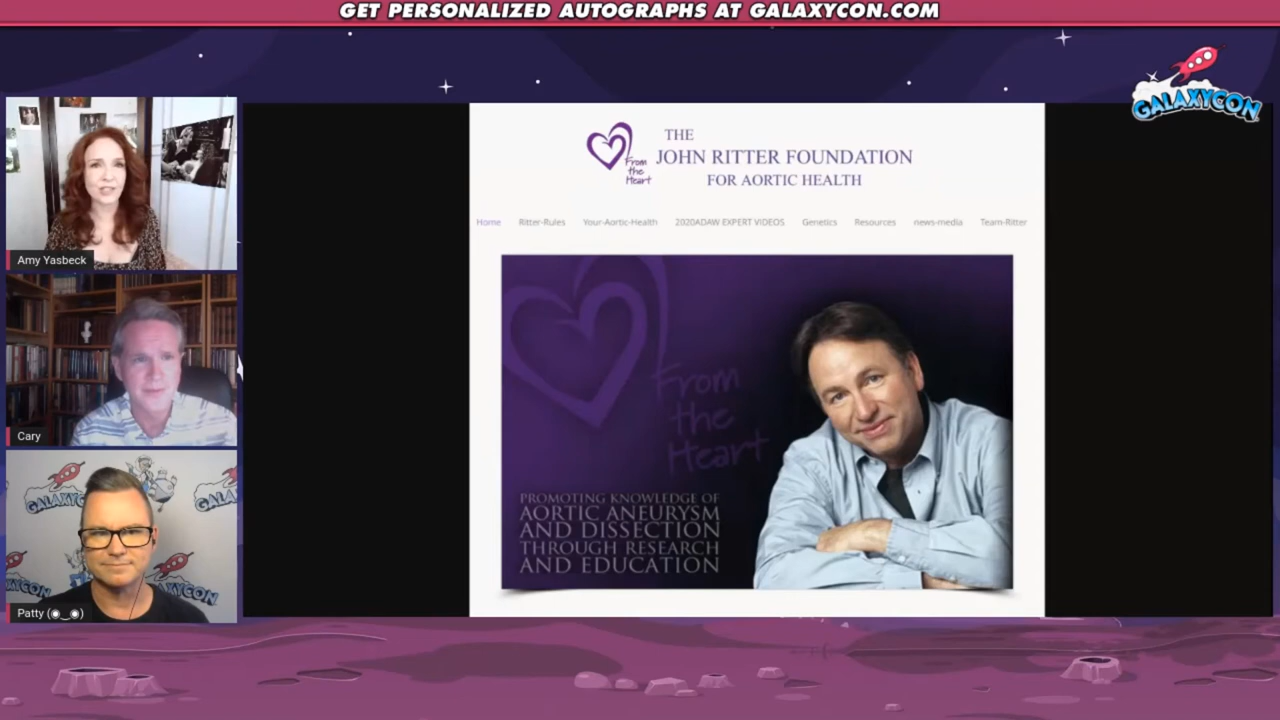 GET PERSONALIZED AUTOGRAPHS AT GALAXYCON.COM
GALAXYCON
Amy Yasbeck
Cary
GALAXYCON
Patty (◉‿◉)
From
the
Heart
THE
JOHN RITTER FOUNDATION
FOR AORTIC HEALTH
Home Ritter-Rules Your-Aortic-Health 2020ADAW EXPERT VIDEOS Genetics Resources news-media Team-Ritter
From
the
Heart
PROMOTING KNOWLEDGE OF
AORTIC ANEURYSM
AND DISSECTION
THROUGH RESEARCH
AND EDUCATION